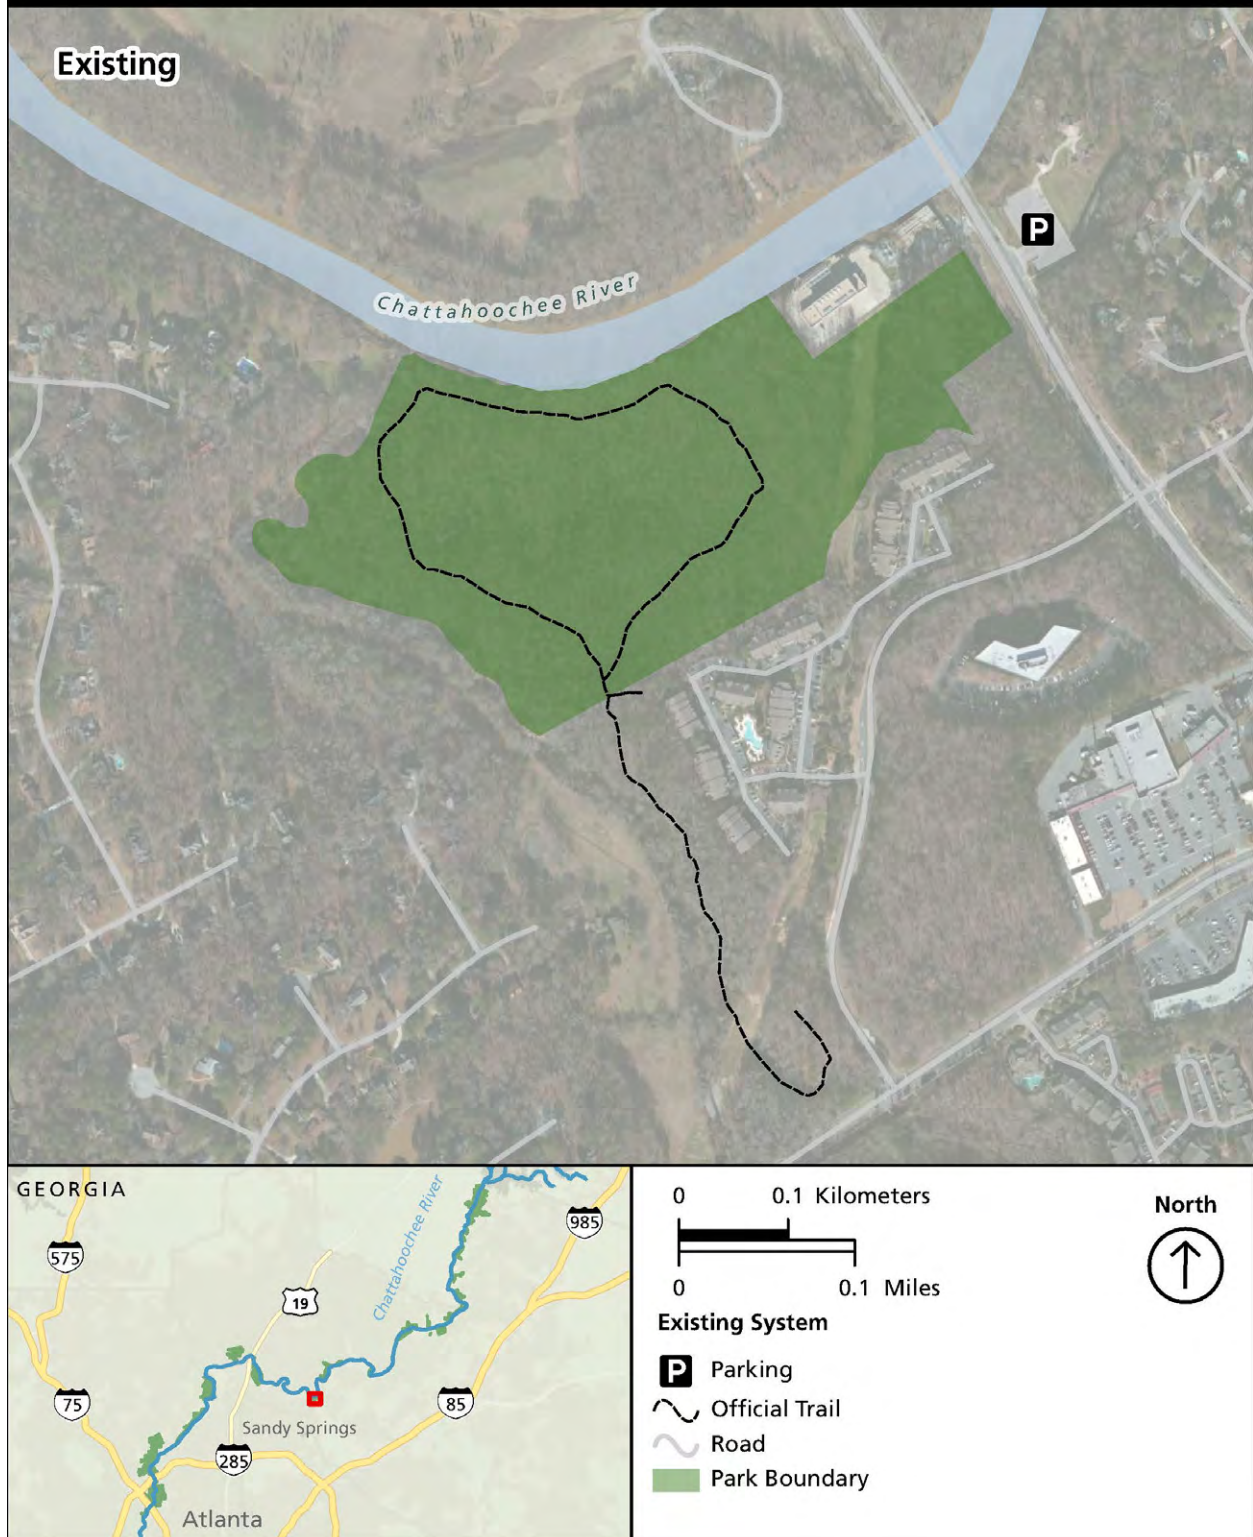 Existing
P
Chattahoochee River
GEORGIA
Chattahoochee River
985
575
19
75
85
Sandy Springs
285
Atlanta
0 0.1 Kilometers
0 0.1 Miles
North
Existing System
P Parking
Official Trail
Road
Park Boundary